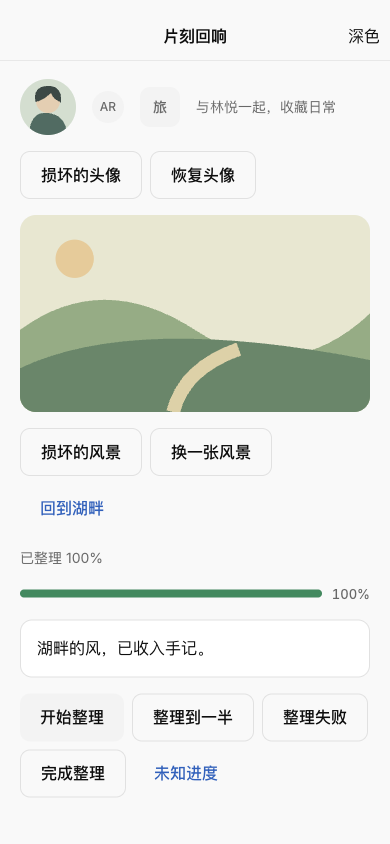 片刻回响 深色
AR 旅 与林悦一起，收藏日常
损坏的头像 恢复头像
损坏的风景 换一张风景
回到湖畔
已整理 100%
100%
湖畔的风，已收入手记。
开始整理 整理到一半 整理失败
完成整理 未知进度